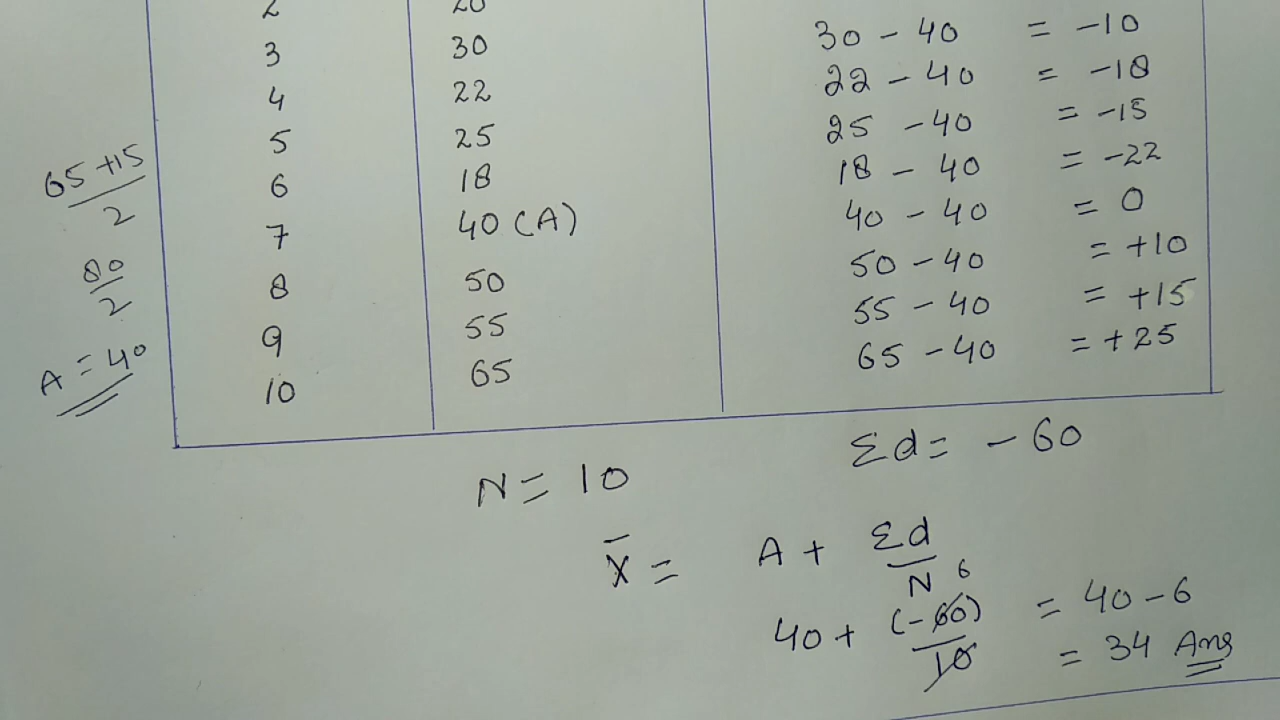 2 20
3 30 30 - 40 = -10
4 22 22 - 40 = -18
5 25 25 - 40 = -15
6 18 18 - 40 = -22
7 40 (A) 40 - 40 = 0
8 50 50 - 40 = +10
9 55 55 - 40 = +15
10 65 65 - 40 = +25
65 +15
2
80
2
A = 40
N = 10
Σd = - 60
X̄ = A + Σd
N
6
40 + (-60) = 40 - 6
10
= 34 Ans